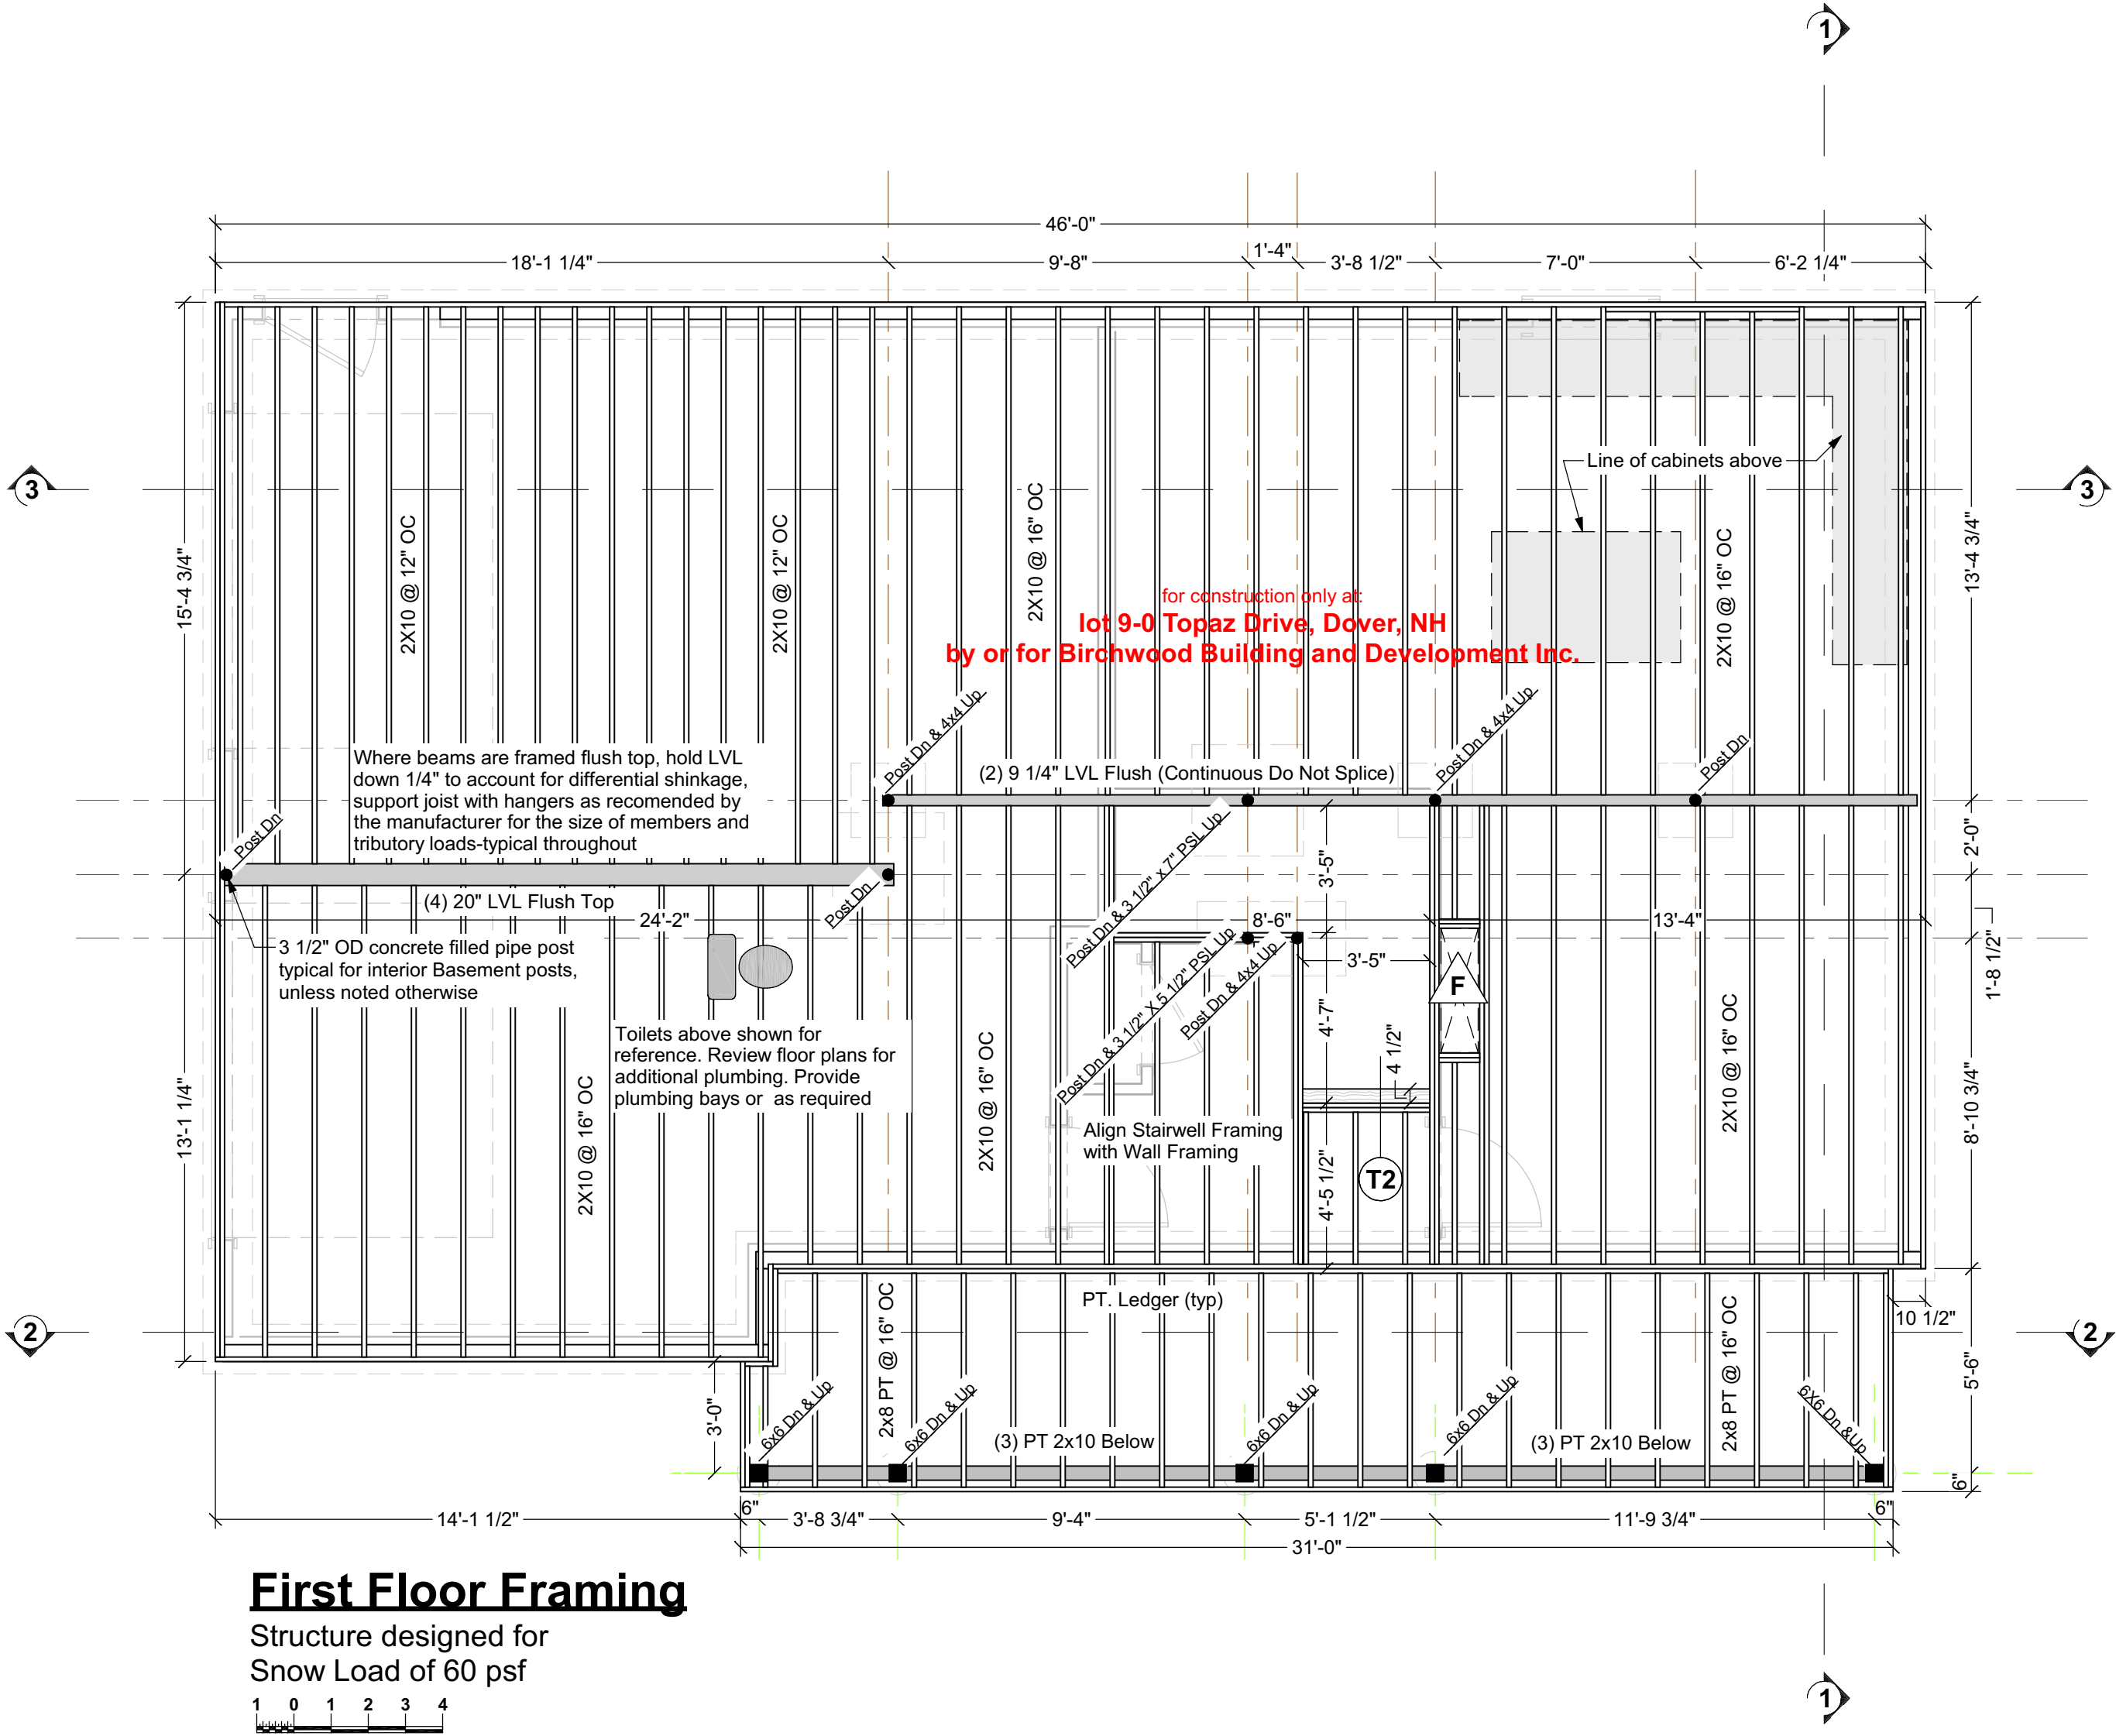 1
46'-0"
18'-1 1/4"
9'-8"
1'-4"
3'-8 1/2"
7'-0"
6'-2 1/4"
Line of cabinets above
3
3
2X10 @ 12" OC
2X10 @ 12" OC
2X10 @ 16" OC
2X10 @ 16" OC
15'-4 3/4"
13'-4 3/4"
for construction only at:
lot 9-0 Topaz Drive, Dover, NH
by or for Birchwood Building and Development Inc.
Post Dn & 4x4 Up
Post Dn & 4x4 Up
Post Dn
Where beams are framed flush top, hold LVL
down 1/4" to account for differential shinkage,
support joist with hangers as recomended by
the manufacturer for the size of members and
tributory loads-typical throughout
(2) 9 1/4" LVL Flush (Continuous Do Not Splice)
Post Dn
2'-0"
3'-5"
Post Dn & 3 1/2" x 7" PSL Up
(4) 20" LVL Flush Top
Post Dn
24'-2"
8'-6"
13'-4"
3 1/2" OD concrete filled pipe post
typical for interior Basement posts,
unless noted otherwise
Post Dn & 3 1/2" X 5 1/2" PSL Up
Post Dn & 4x4 Up
3'-5"
F
1'-8 1/2"
Toilets above shown for
reference. Review floor plans for
additional plumbing. Provide
plumbing bays or as required
4'-7"
4 1/2"
13'-1 1/4"
2X10 @ 16" OC
2X10 @ 16" OC
2X10 @ 16" OC
8'-10 3/4"
Align Stairwell Framing
with Wall Framing
4'-5 1/2"
T2
PT. Ledger (typ)
10 1/2"
2
2
2x8 PT @ 16" OC
2x8 PT @ 16" OC
5'-6"
3'-0"
6x6 Dn & Up
6x6 Dn & Up
6x6 Dn & Up
6x6 Dn & Up
6X6 Dn &Up
(3) PT 2x10 Below
(3) PT 2x10 Below
6"
6"
6"
14'-1 1/2"
3'-8 3/4"
9'-4"
5'-1 1/2"
11'-9 3/4"
31'-0"
First Floor Framing
Structure designed for
Snow Load of 60 psf
1 0 1 2 3 4
1